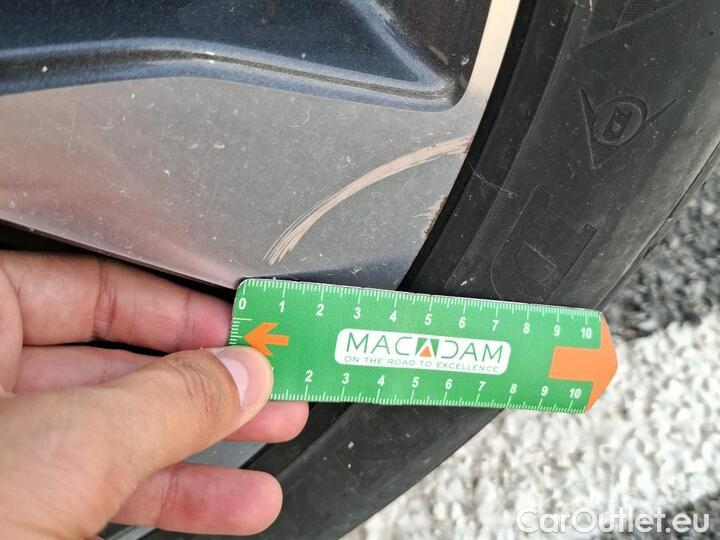 0 1 2 3 4 5 6 7 8 9 10
MACADAM
ON THE ROAD TO EXCELLENCE
2 3 4 5 6 7 8 9 10
D
CarOutlet.eu